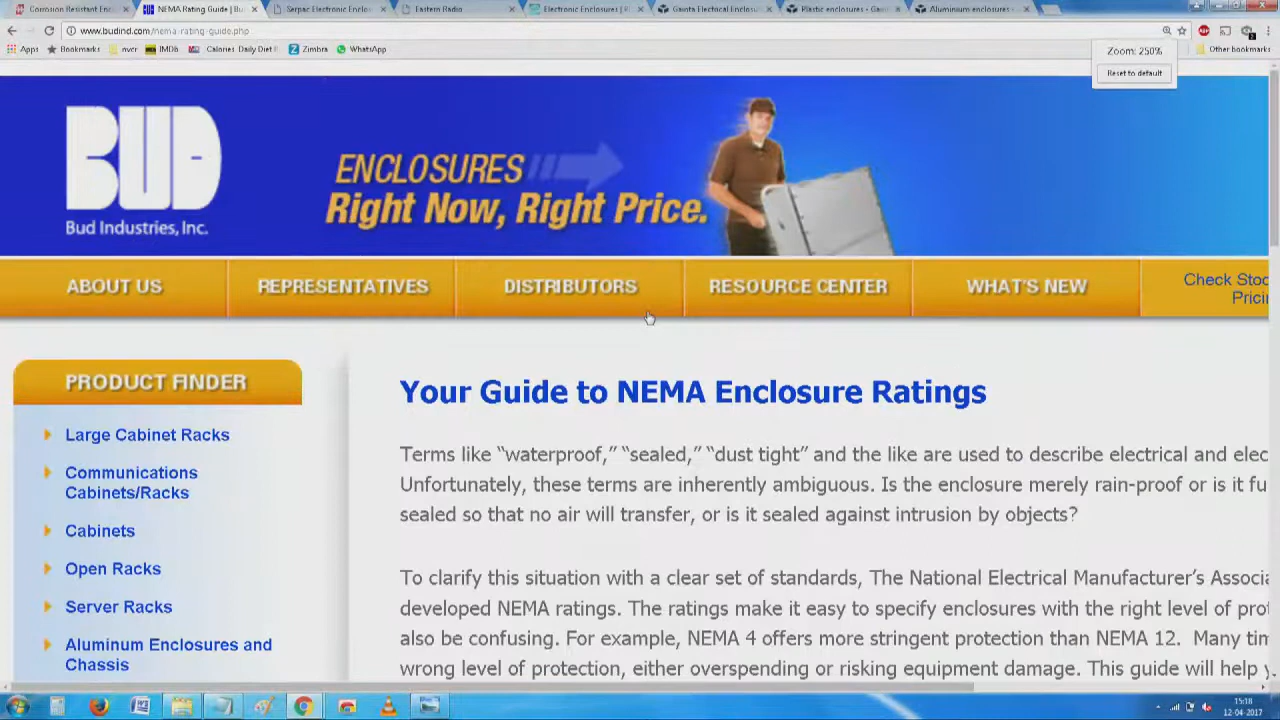 Corrosion Resistant Enc
NEMA Rating Guide | Bu
Serpac Electronic Enclos
Eastern Radio
Electronic Enclosures | R
Gainta Electrical Enclosu
Plastic enclosures - Gain
Aluminium enclosures -
www.budind.com/nema-rating-guide.php
Apps
Bookmarks
nver
IMDb
Calories Daily Diet
Zimbra
WhatsApp
Other bookmarks
Zoom: 250%
Reset to default
BUD
Bud Industries, Inc.
ENCLOSURES
Right Now, Right Price.
ABOUT US
REPRESENTATIVES
DISTRIBUTORS
RESOURCE CENTER
WHAT'S NEW
Check Stoc
Prici
PRODUCT FINDER
Large Cabinet Racks
Communications
Cabinets/Racks
Cabinets
Open Racks
Server Racks
Aluminum Enclosures and
Chassis
Your Guide to NEMA Enclosure Ratings
Terms like “waterproof,” “sealed,” “dust tight” and the like are used to describe electrical and elec
Unfortunately, these terms are inherently ambiguous. Is the enclosure merely rain-proof or is it fu
sealed so that no air will transfer, or is it sealed against intrusion by objects?
To clarify this situation with a clear set of standards, The National Electrical Manufacturer’s Associa
developed NEMA ratings. The ratings make it easy to specify enclosures with the right level of prot
also be confusing. For example, NEMA 4 offers more stringent protection than NEMA 12. Many tim
wrong level of protection, either overspending or risking equipment damage. This guide will help y
15:18
12-04-2017